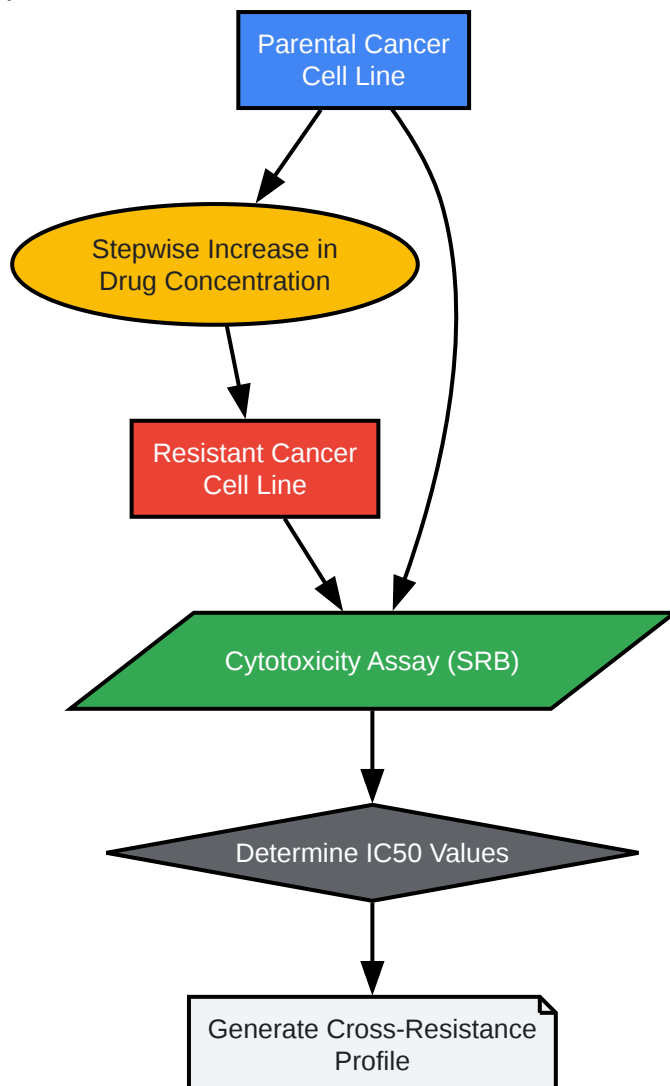 Parental Cancer
Cell Line
Stepwise Increase in
Drug Concentration
Resistant Cancer
Cell Line
Cytotoxicity Assay (SRB)
Determine IC50 Values
Generate Cross-Resistance
Profile